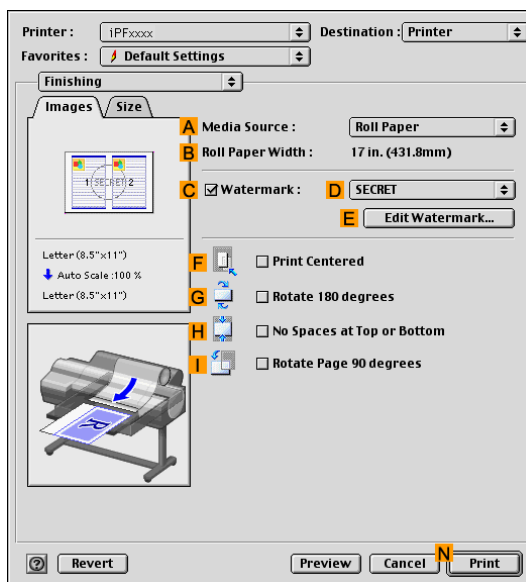 Printer : iPFxxxx Destination : Printer
Favorites : Default Settings
Finishing
Images Size
A Media Source : Roll Paper
B Roll Paper Width : 17 in. (431.8mm)
1 SECRET 2
C Watermark : D SECRET
E Edit Watermark...
Letter (8.5"x11")
Auto Scale :100 %
Letter (8.5"x11")
F Print Centered
G Rotate 180 degrees
H No Spaces at Top or Bottom
I Rotate Page 90 degrees
R
? Revert Preview Cancel N Print